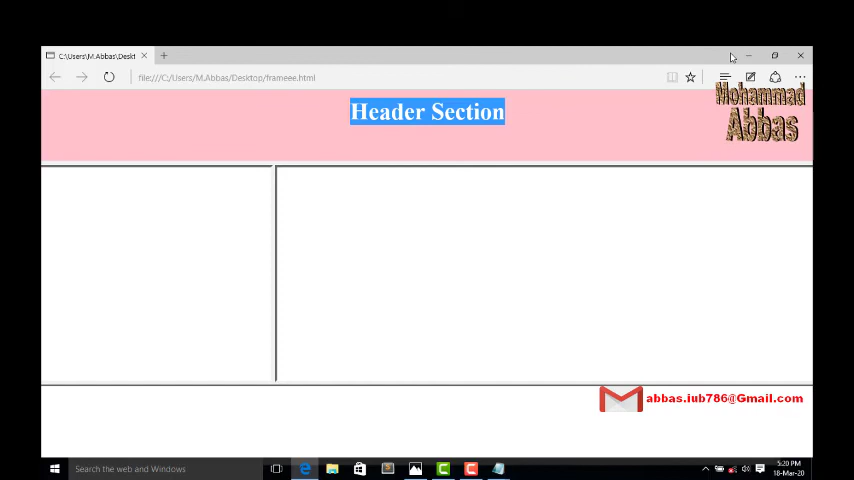 C:\Users\M.Abbas\Deskt
file:///C:/Users/M.Abbas/Desktop/frameee.html
Header Section
Mohammad
Abbas
abbas.iub786@Gmail.com
Search the web and Windows
5:20 PM
18-Mar-20